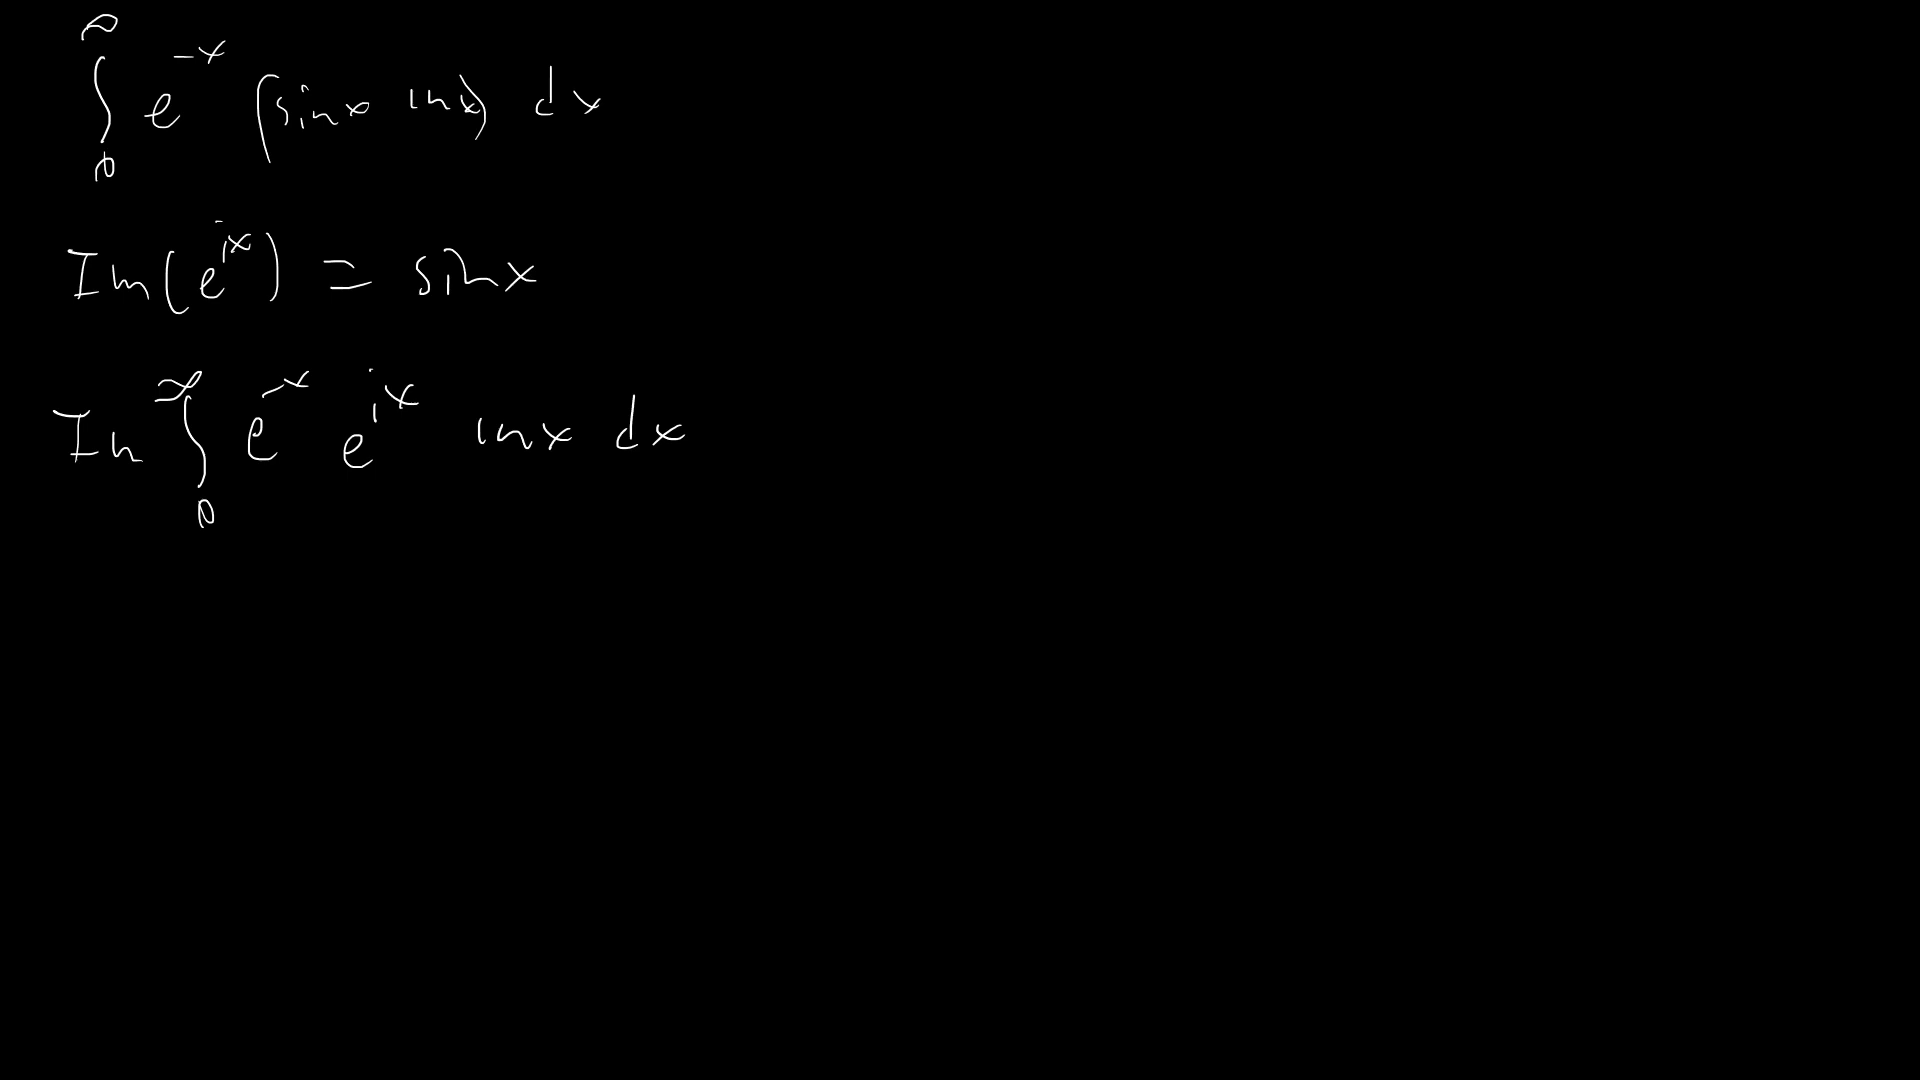 ∫₀^∞ e^{-x} (sinx lnx) dx
Im(e^{ix}) = sinx
Im ∫₀^∞ e^{-x} e^{ix} lnx dx